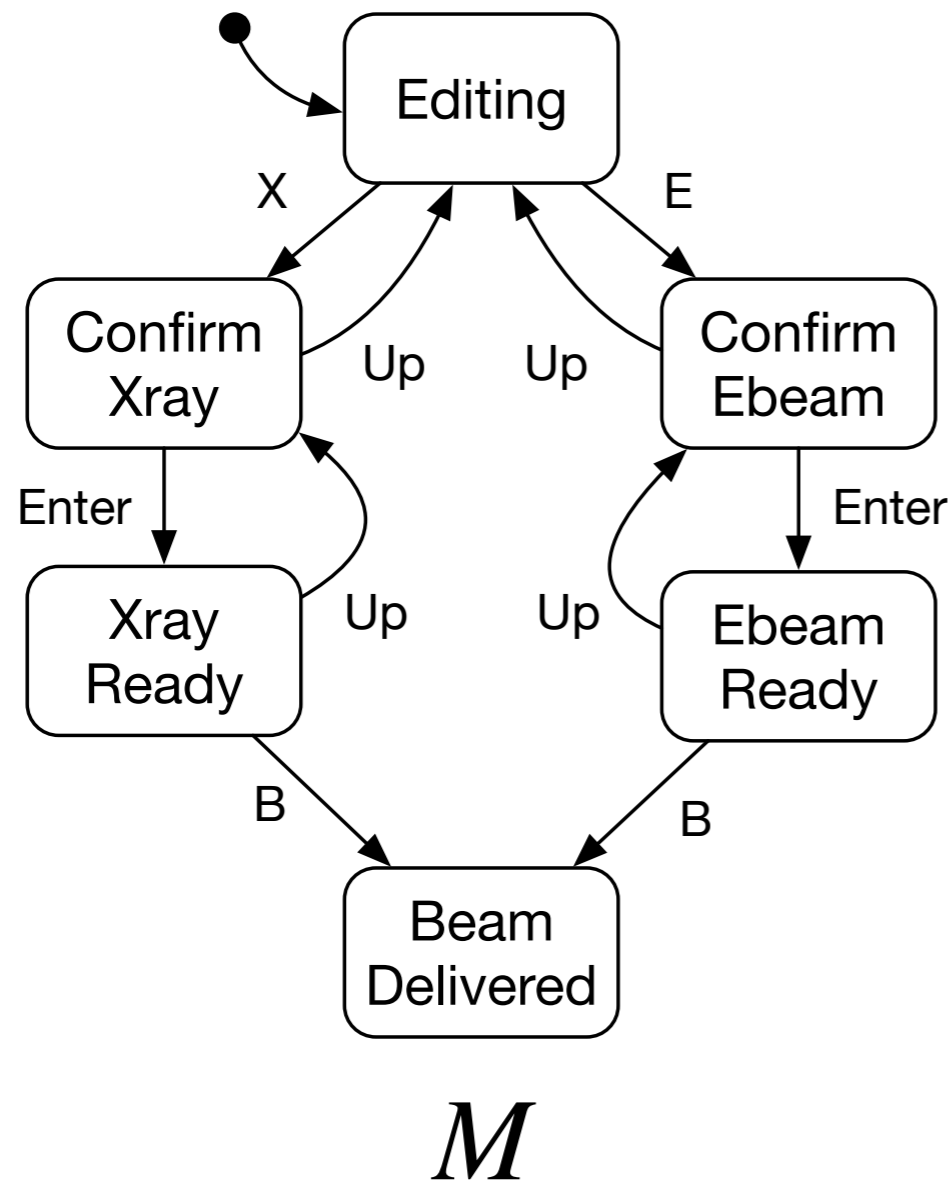 Editing
X
E
Confirm
Xray
Up
Up
Confirm
Ebeam
Enter
Enter
Xray
Ready
Up
Up
Ebeam
Ready
B
B
Beam
Delivered
M